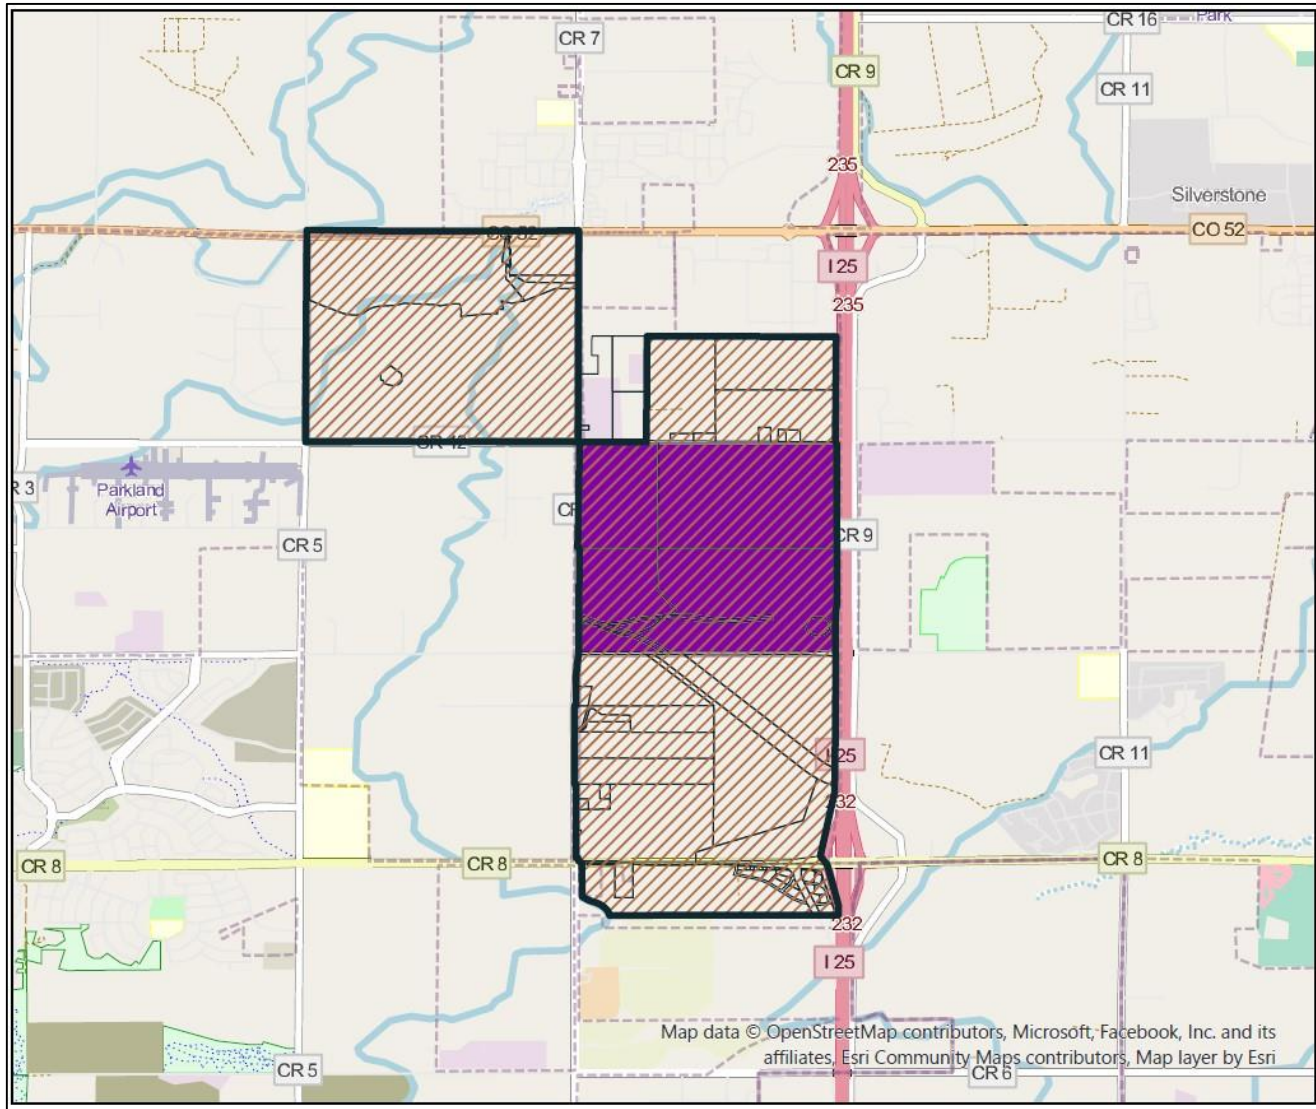 CR 7
CR 16
Park
CR 9
CR 11
235
Silverstone
CO 52
I 25
235
CR 12
Parkland
Airport
CR 9
CR 5
I 25
CR 11
232
CR 8
CR 8
CR 8
232
I 25
Map data © OpenStreetMap contributors, Microsoft, Facebook, Inc. and its
affiliates, Esri Community Maps contributors, Map layer by Esri
CR 5
CR 6